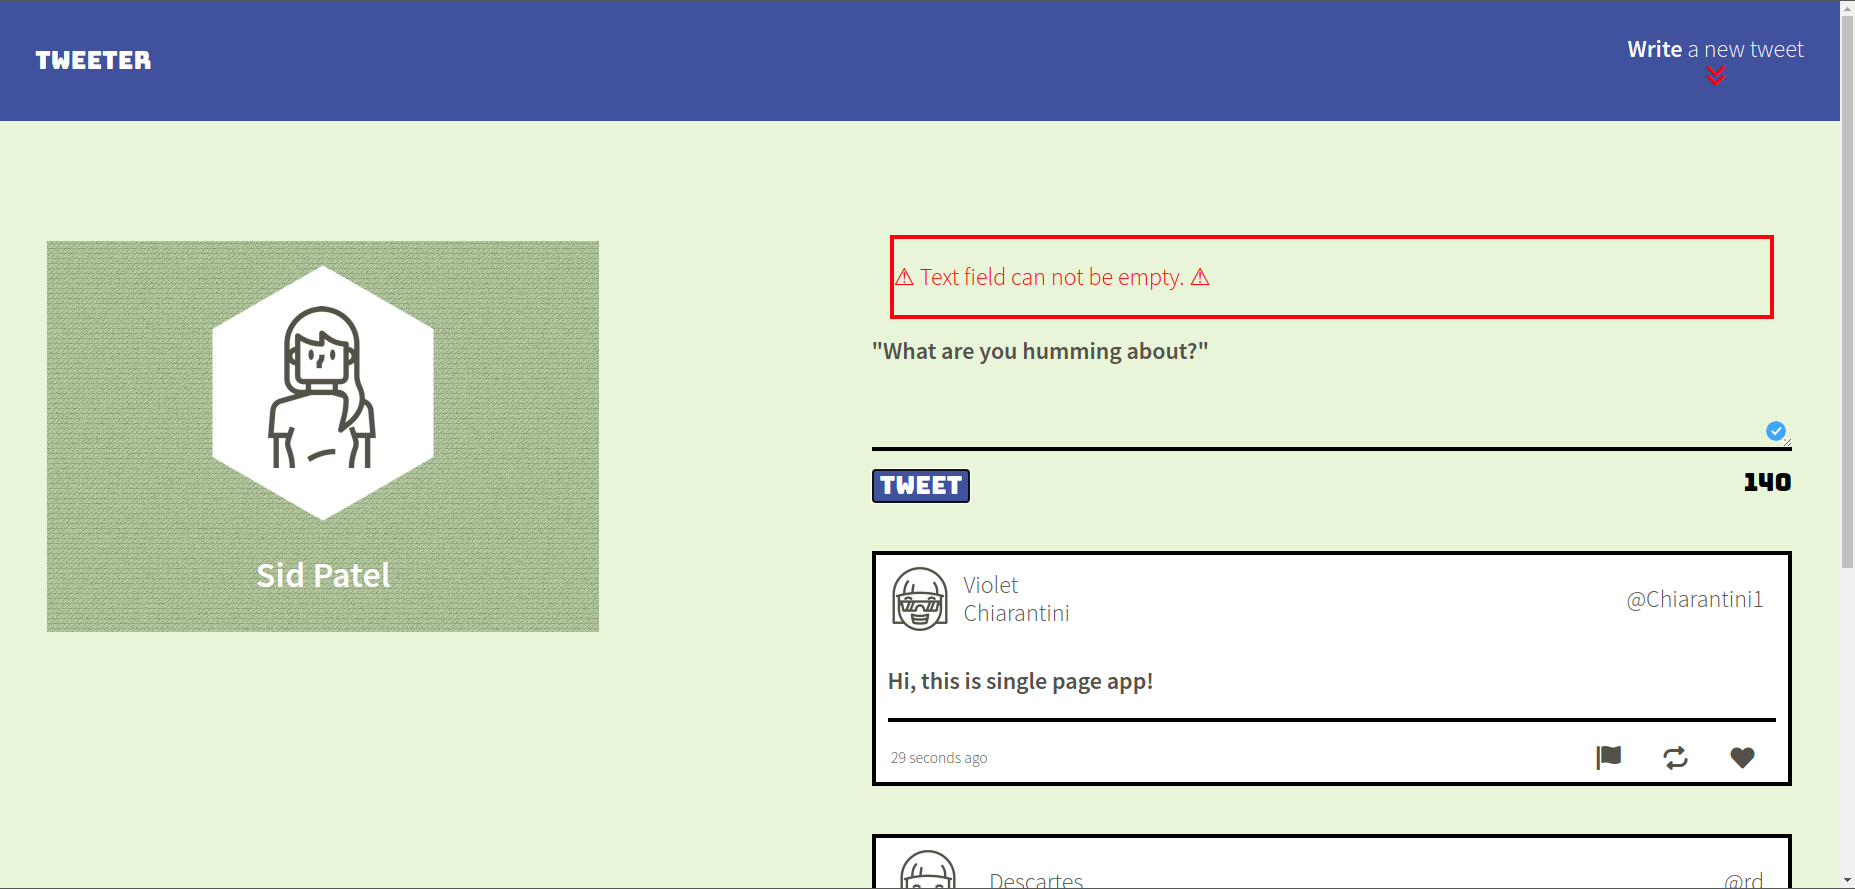 TWEETER
Write a new tweet
Sid Patel
⚠ Text field can not be empty. ⚠
"What are you humming about?"
TWEET
140
Violet
Chiarantini
@Chiarantini1
Hi, this is single page app!
29 seconds ago
Descartes
@rd